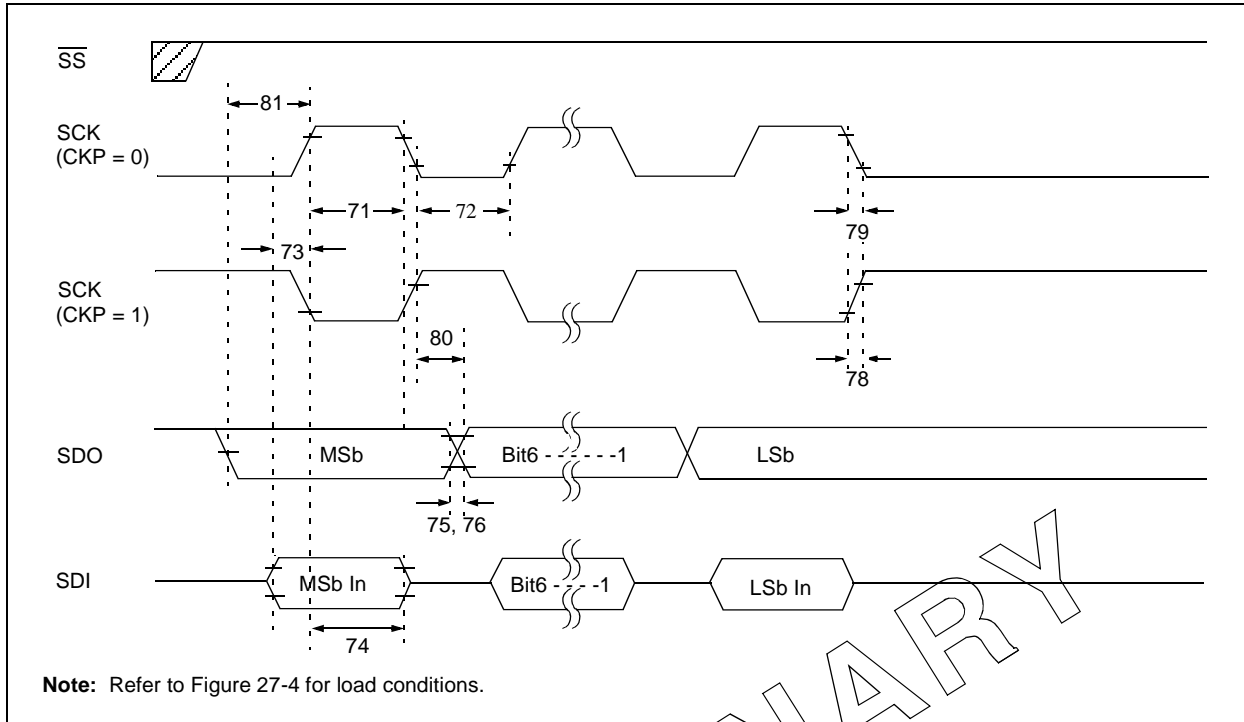 SS
81
SCK
(CKP = 0)
71
72
73
79
SCK
(CKP = 1)
80
78
SDO
MSb
Bit6 - - - - - -1
LSb
75, 76
SDI
MSb In
Bit6 - - - -1
LSb In
74
Note: Refer to Figure 27-4 for load conditions.
NARY